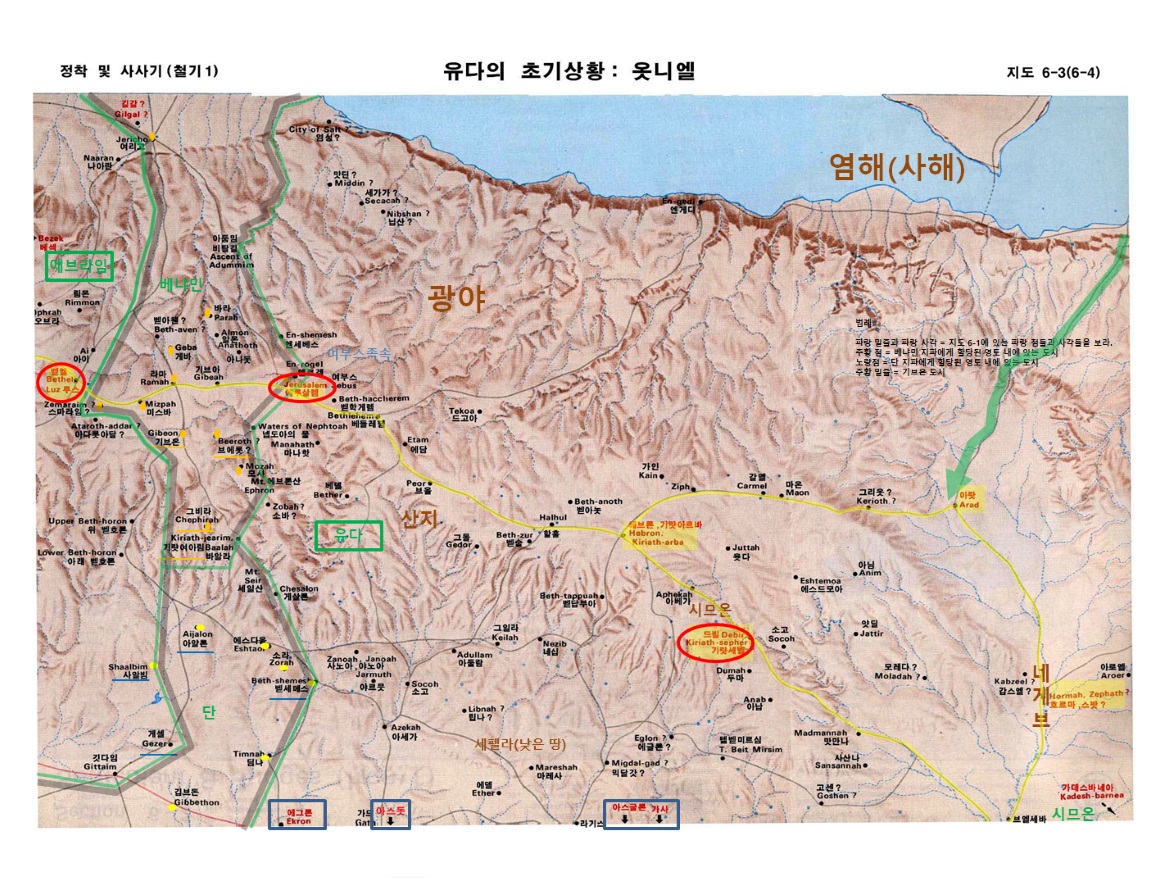 정착 및 사사기(철기1)
유다의 초기상황: 옷니엘
지도 6-3(6-4)
길갈 ?
Gilgal ?
Jericho
여리고
Naaran
나아란
City of Salt ?
염성?
맛딘 ?
Middin ?
세가가 ?
Secacah ?
Nibshan ?
닙산 ?
En-gedi
엔게디
염해(사해)
Bezek
베섹
에브라임
아둠밈
비탈길
Ascent of
Adummim
베냐민
림몬
Rimmon
Ophrah
오브라
바라
Parah
벧아웬 ?
Beth-aven ?
Almon
알몬
Anathoth
아나돗
Geba
게바
Ai
아이
광야
En-shemesh
엔세베스
여부스족속
En-rogel
범례:
파랑 밑줄과 파랑 사각 = 지도 6-1에 있는 파랑 점들과 사각들을 보라.
주황 점 = 베냐민 지파에게 할당된 영토 내에 있는 도시
노랑점 = 단 지파에게 할당된 영토 내에 있는 도시
주황 밑줄 = 기브온 도시
벧엘
Bethel
Luz 루스
라마
Ramah
기브아
Gibeah
Jerusalem
예루살렘
여부스
Jebus
Zemaraim ?
스마라임 ?
Mizpah
미스바
Beth-haccherem
벧학게렘
Bethlehem
베들레헴
Tekoa
드고아
Ataroth-addar ?
아다롯아달 ?
Gibeon
기브온
Beeroth ?
브에롯 ?
Waters of Nephtoah
넵도아의 물
Manahath
마나핫
Etam
에담
Mozah
모사
Mt. 에브론산
Ephron
베텔
Bether
Peor
브올
가인
Kain
Ziph
갈멜
Carmel
마온
Maon
그리욧 ?
Kerioth ?
아랏
Arad
Zobah ?
소바 ?
Beth-anoth
벧아놋
그비라
Chephirah
Upper Beth-horon
위 벧호론
유다
산지
Halhul
할훌
헤브론 ,기럇아르바
Hebron,
Kiriath-arba
Kiriath-jearim,
기럇여아림Baalah
바알라
Beth-zur
벧술
그돌
Gedor
Juttah
윳다
Lower Beth-horon
아래 벧호론
Mt.
Seir
세일산
Chesalon
게살론
Eshtemoa
에스드모아
아님
Anim
Beth-tappuah
벧답부아
Aphekah
아베가
시므온
Aijalon
아얄론
에스다올
Eshtaol
소라
Zorah
그일라
Keilah
Nezib
네십
드빌 Debir,
Kiriath-sepher
기럇세벨
소고
Socoh
얏딜
Jattir
Shaalbim
사알빔
Zanoah
사노아
Janoah
야노아
Jarmuth
야르뭇
Adullam
아둘람
Dumah
두마
모레다 ?
Moladah ?
아로엘
Aroer
Beth-shemesh
벧세메스
Socoh
소고
Anab
아납
Kabzeel ?
갑스엘 ?
네게브
Hormah, Zephath ?
호르마 ,스밧 ?
단
Libnah ?
립나 ?
Azekah
아세가
게셀
Gezer
세펠라(낮은 땅)
Eglon ?
에글론 ?
텔벧미르심
T. Beit Mirsim
Madmannah
맛만나
Timnah
딤나
깃다임
Gittaim
Mareshah
마레사
Migdal-gad ?
믹달갓 ?
사산나
Sansannah
에델
Ether
고센 ?
Goshen ?
가데스바네아
Kadesh-barnea
깁브돈
Gibbethon
에그론
Ekron
Gath
아스돗
라기스
아스글론
가사
브엘세바
시므온